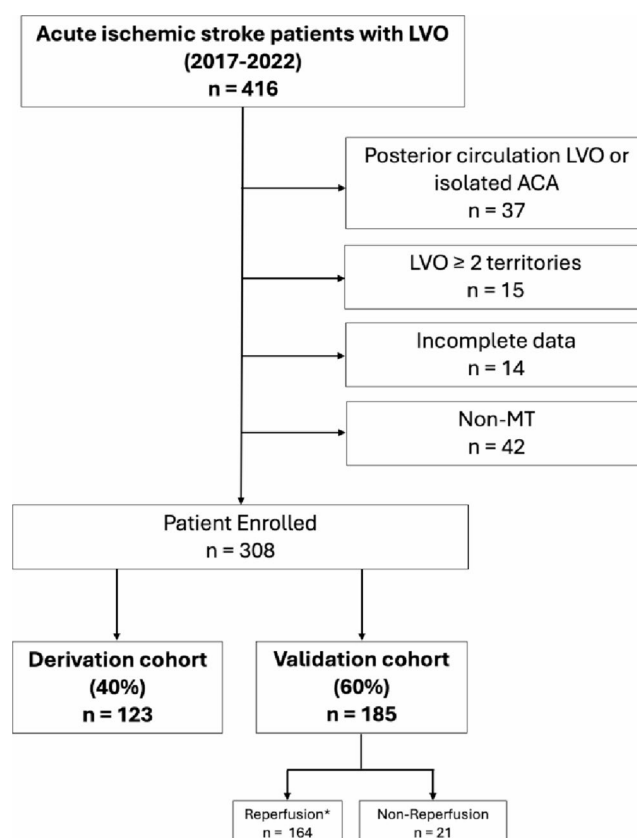 Acute ischemic stroke patients with LVO
(2017-2022)
n = 416
Posterior circulation LVO or
isolated ACA
n = 37
LVO ≥ 2 territories
n = 15
Incomplete data
n = 14
Non-MT
n = 42
Patient Enrolled
n = 308
Derivation cohort
(40%)
n = 123
Validation cohort
(60%)
n = 185
Reperfusion*
n = 164
Non-Reperfusion
n = 21